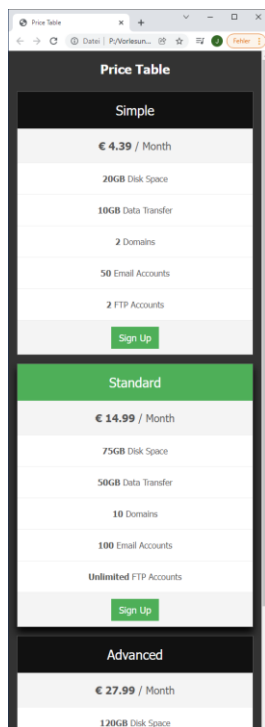 Price Table
Datei | P:/Vorlesun...
J
Fehler
Price Table
Simple
€ 4.39 / Month
20GB Disk Space
10GB Data Transfer
2 Domains
50 Email Accounts
2 FTP Accounts
Sign Up
Standard
€ 14.99 / Month
75GB Disk Space
50GB Data Transfer
10 Domains
100 Email Accounts
Unlimited FTP Accounts
Sign Up
Advanced
€ 27.99 / Month
120GB Disk Space